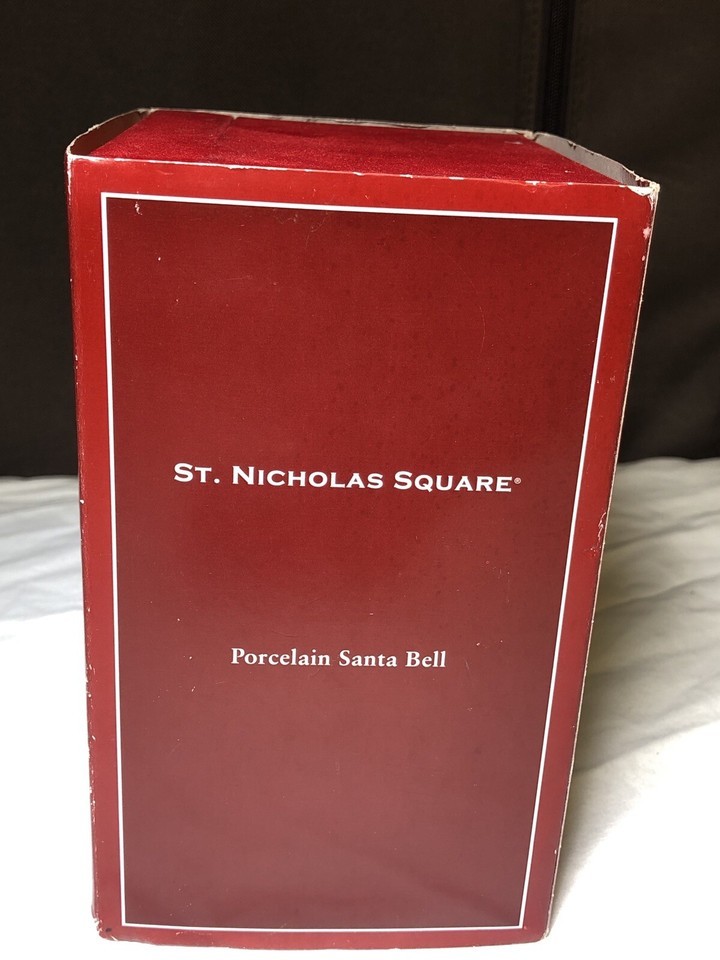 ST. NICHOLAS SQUARE®
Porcelain Santa Bell